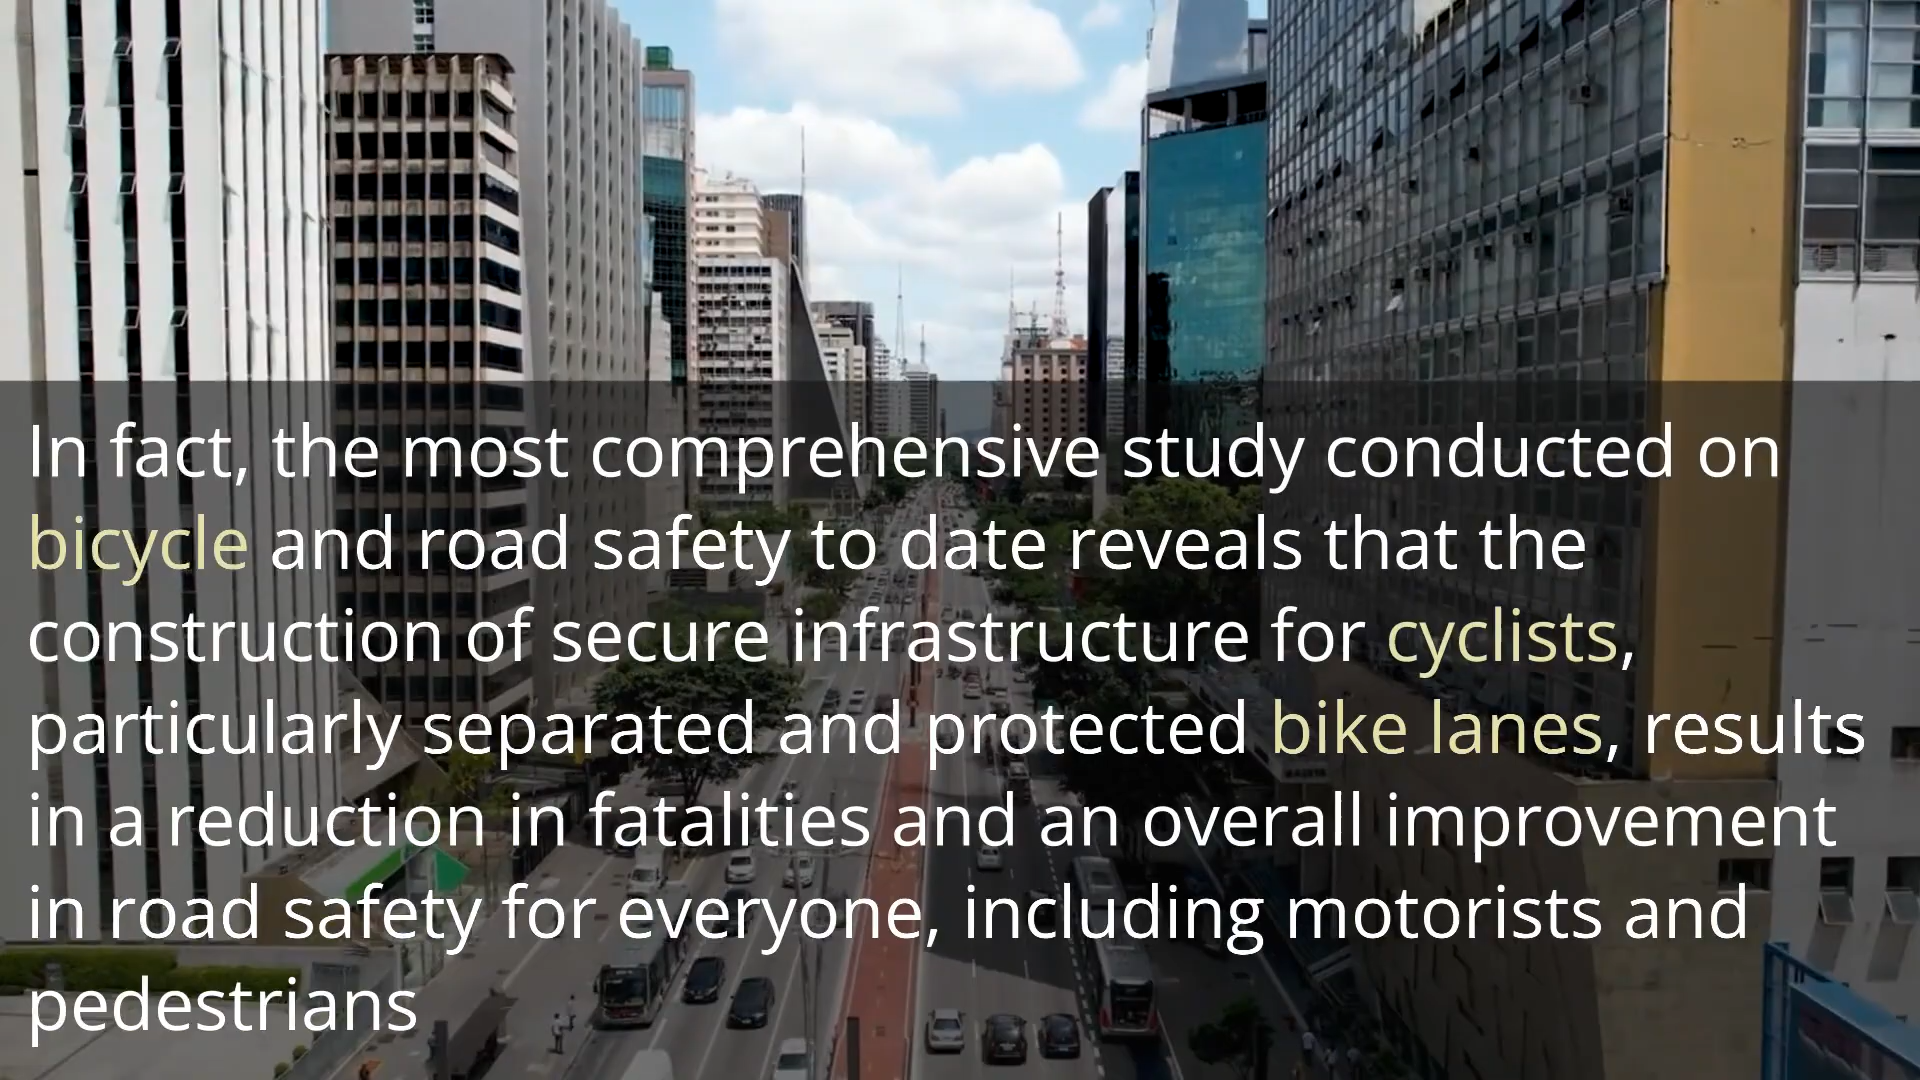 In fact, the most comprehensive study conducted on
bicycle and road safety to date reveals that the
construction of secure infrastructure for cyclists,
particularly separated and protected bike lanes, results
in a reduction in fatalities and an overall improvement
in road safety for everyone, including motorists and
pedestrians